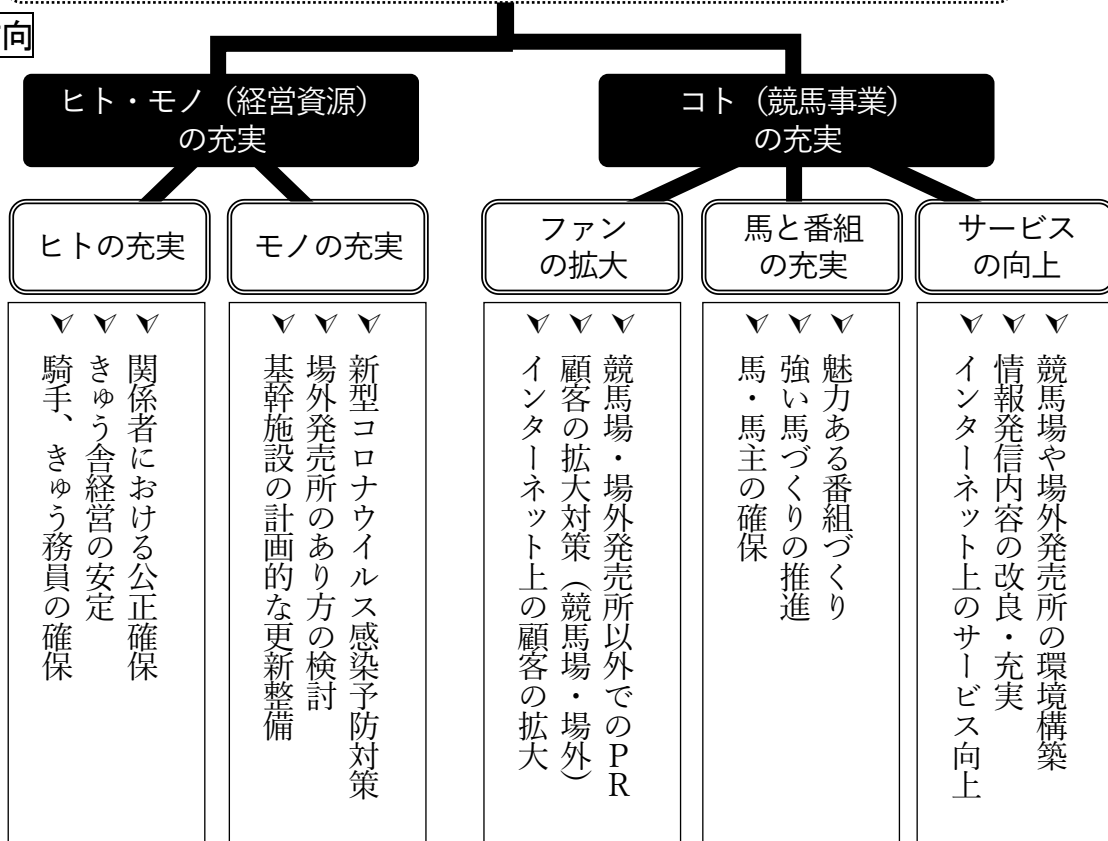 向
ヒト・モノ（経営資源）
の充実
コト（競馬事業）
の充実
ヒトの充実
モノの充実
ファン
の拡大
馬と番組
の充実
サービス
の向上
関係者における公正確保
きゅう舎経営の安定
騎手、きゅう務員の確保
新型コロナウイルス感染予防対策
場外発売所のあり方の検討
基幹施設の計画的な更新整備
競馬場・場外発売所以外でのＰＲ
顧客の拡大対策（競馬場・場外）
インターネット上の顧客の拡大
魅力ある番組づくり
強い馬づくりの推進
馬・馬主の確保
競馬場や場外発売所の環境構築
情報発信内容の改良・充実
インターネット上のサービス向上